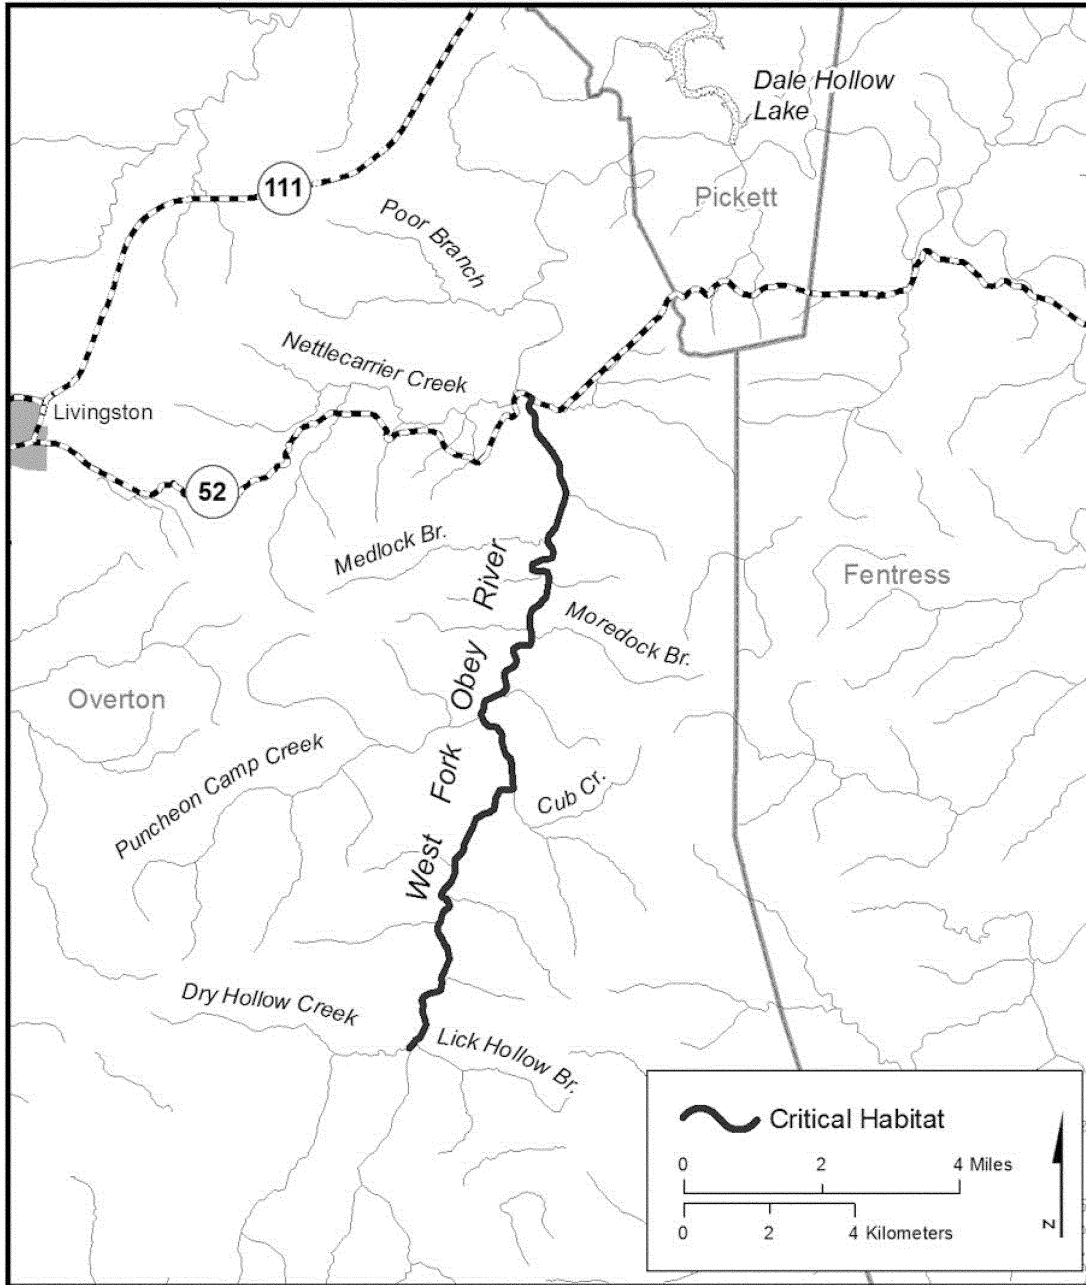 Dale Hollow
Lake
111
Pickett
Poor Branch
Nettlecarrier Creek
Livingston
52
Medlock Br.
Fentress
Moredock Br.
West Fork Obey River
Overton
Puncheon Camp Creek
Cub Cr.
Dry Hollow Creek
Lick Hollow Br.
Critical Habitat
0 2 4 Miles
0 2 4 Kilometers
N